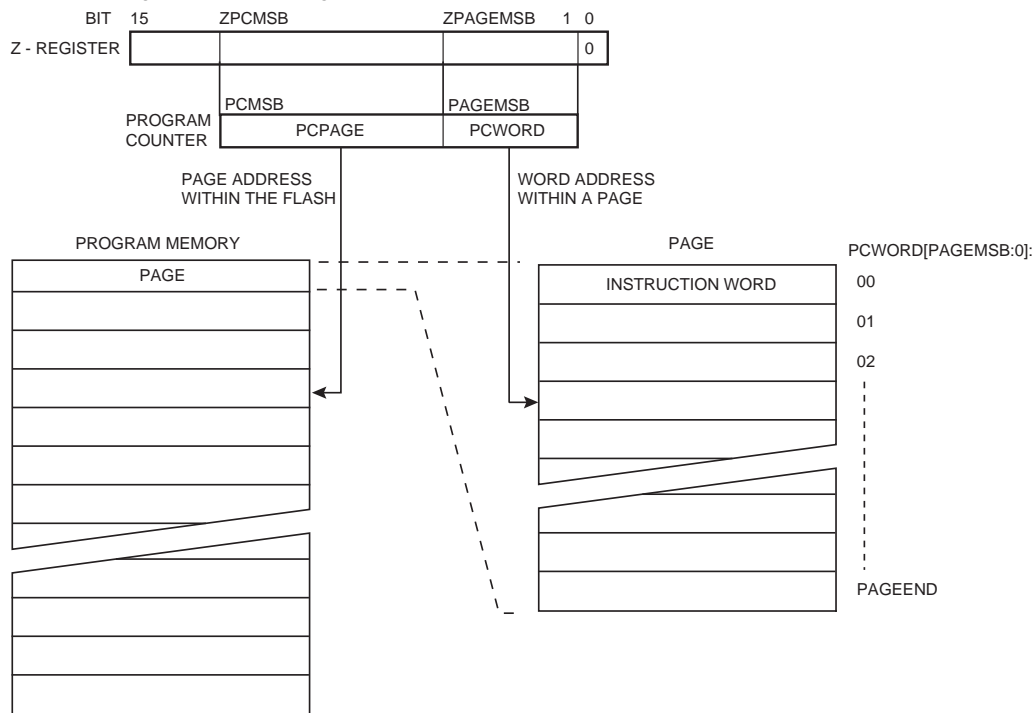 BIT 15 ZPCMSB ZPAGEMSB 1 0
Z - REGISTER 0
PCMSB PAGEMSB
PROGRAM
COUNTER
PCPAGE PCWORD
PAGE ADDRESS
WITHIN THE FLASH
WORD ADDRESS
WITHIN A PAGE
PROGRAM MEMORY
PAGE
PAGE
PCWORD[PAGEMSB:0]:
INSTRUCTION WORD
00
01
02
PAGEEND